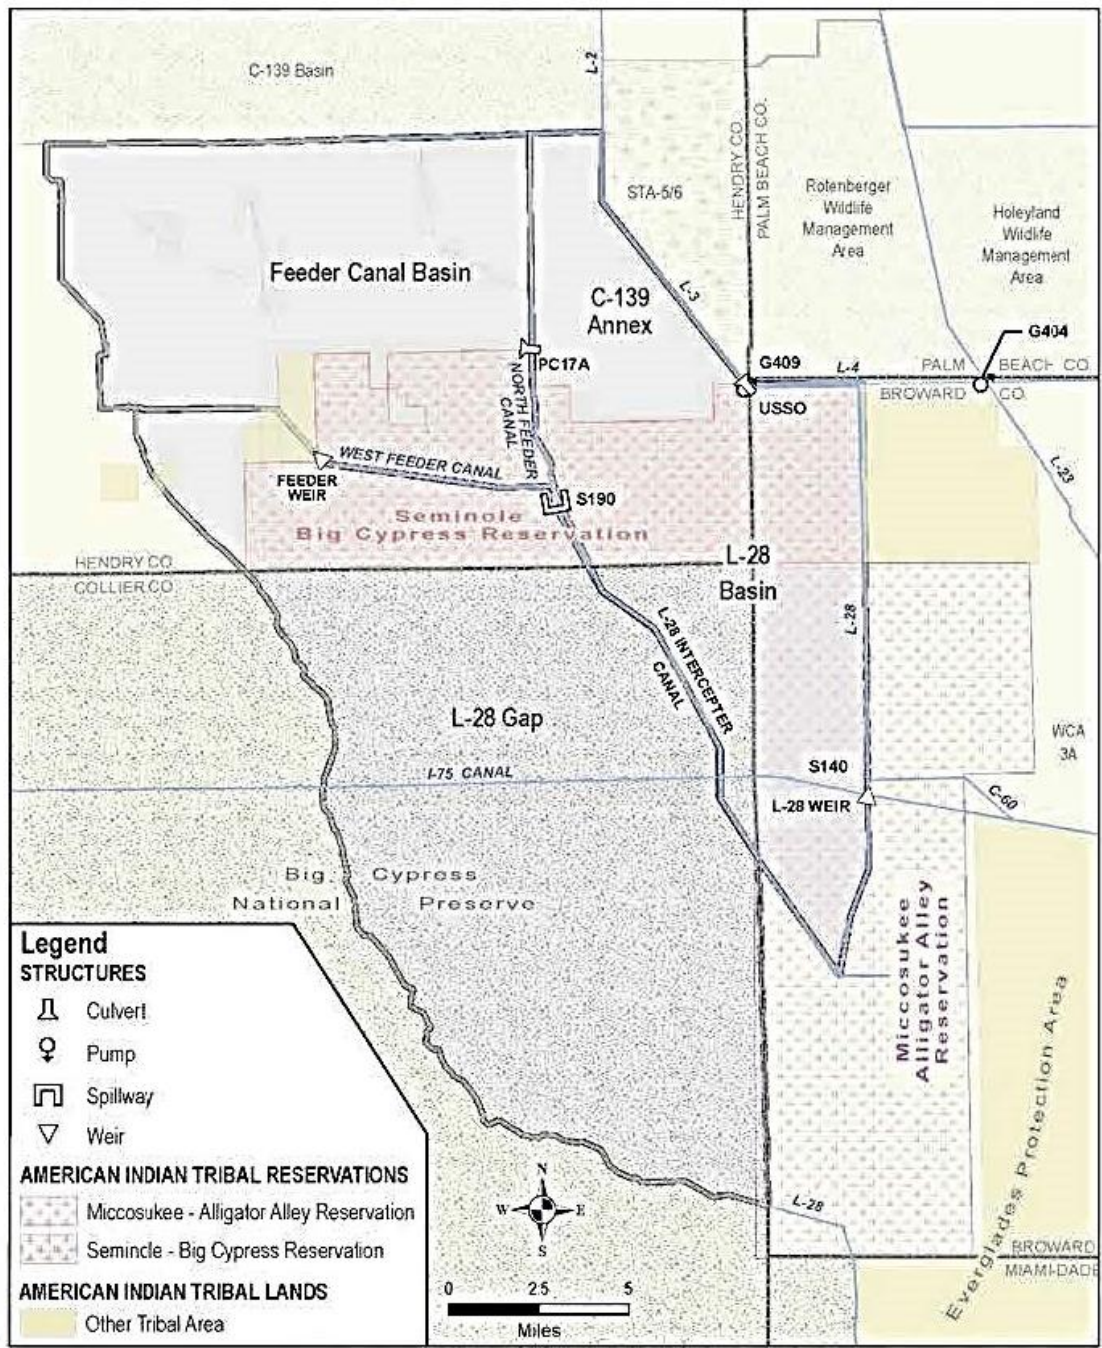 C-139 Basin
L-2
HENDRY CO.
PALM BEACH CO.
STA-5/6
Rotenberger
Wildlife
Management
Area
Holeyland
Wildlife
Management
Area
Feeder Canal Basin
C-139
Annex
L-3
G404
PC17A
G409
L-4
PALM BEACH CO.
BROWARD CO.
USSO
NORTH FEEDER
CANAL
WEST FEEDER CANAL
FEEDER
WEIR
S190
L-23
Seminole
Big Cypress Reservation
HENDRY CO.
COLLIER CO.
L-28
Basin
L-28 INTERCEPTER
CANAL
L-28
L-28 Gap
WCA
3A
I-75 CANAL
S140
L-28 WEIR
C-60
Big Cypress
National Preserve
Miccosukee
Alligator Alley
Reservation
Everglades Protection Area
Legend
STRUCTURES
Culvert
Pump
Spillway
Weir
AMERICAN INDIAN TRIBAL RESERVATIONS
Miccosukee - Alligator Alley Reservation
Semincle - Big Cypress Reservation
AMERICAN INDIAN TRIBAL LANDS
Other Tribal Area
N
W E
S
0 2.5 5
Miles
L-28
BROWARD
MIAMI-DADE